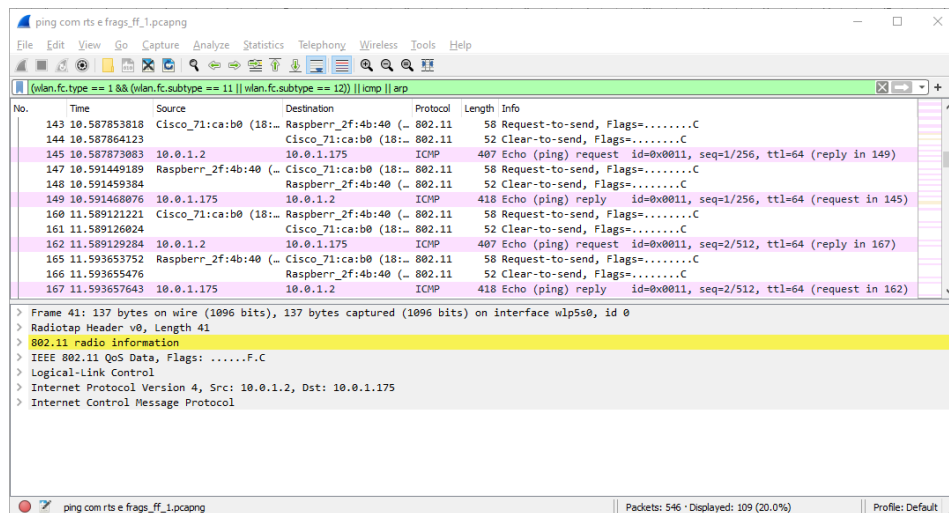 ping com rts e frags_ff_1.pcapng
File Edit View Go Capture Analyze Statistics Telephony Wireless Tools Help
(wlan.fc.type == 1 && (wlan.fc.subtype == 11 || wlan.fc.subtype == 12)) || icmp || arp
No. Time Source Destination Protocol Length Info
143 10.587853818 Cisco_71:ca:b0 (18:… Raspberr_2f:4b:40 (… 802.11 58 Request-to-send, Flags=........C
144 10.587864123 Cisco_71:ca:b0 (18:… 802.11 52 Clear-to-send, Flags=........C
145 10.587873083 10.0.1.2 10.0.1.175 ICMP 407 Echo (ping) request id=0x0011, seq=1/256, ttl=64 (reply in 149)
147 10.591449189 Raspberr_2f:4b:40 (… Cisco_71:ca:b0 (18:… 802.11 58 Request-to-send, Flags=........C
148 10.591459384 Raspberr_2f:4b:40 (… 802.11 52 Clear-to-send, Flags=........C
149 10.591468076 10.0.1.175 10.0.1.2 ICMP 418 Echo (ping) reply id=0x0011, seq=1/256, ttl=64 (request in 145)
160 11.589121221 Cisco_71:ca:b0 (18:… Raspberr_2f:4b:40 (… 802.11 58 Request-to-send, Flags=........C
161 11.589126024 Cisco_71:ca:b0 (18:… 802.11 52 Clear-to-send, Flags=........C
162 11.589129284 10.0.1.2 10.0.1.175 ICMP 407 Echo (ping) request id=0x0011, seq=2/512, ttl=64 (reply in 167)
165 11.593653752 Raspberr_2f:4b:40 (… Cisco_71:ca:b0 (18:… 802.11 58 Request-to-send, Flags=........C
166 11.593655476 Raspberr_2f:4b:40 (… 802.11 52 Clear-to-send, Flags=........C
167 11.593657643 10.0.1.175 10.0.1.2 ICMP 418 Echo (ping) reply id=0x0011, seq=2/512, ttl=64 (request in 162)
> Frame 41: 137 bytes on wire (1096 bits), 137 bytes captured (1096 bits) on interface wlp5s0, id 0
> Radiotap Header v0, Length 41
> 802.11 radio information
> IEEE 802.11 QoS Data, Flags: ......F.C
> Logical-Link Control
> Internet Protocol Version 4, Src: 10.0.1.2, Dst: 10.0.1.175
> Internet Control Message Protocol
ping com rts e frags_ff_1.pcapng Packets: 546 · Displayed: 109 (20.0%) Profile: Default